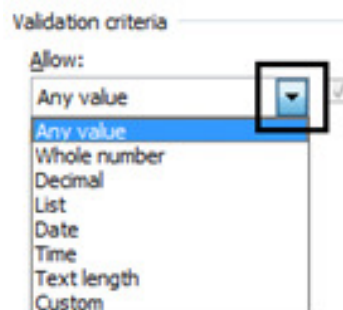 Validation criteria
Allow:
Any value
Any value
Whole number
Decimal
List
Date
Time
Text length
Custom